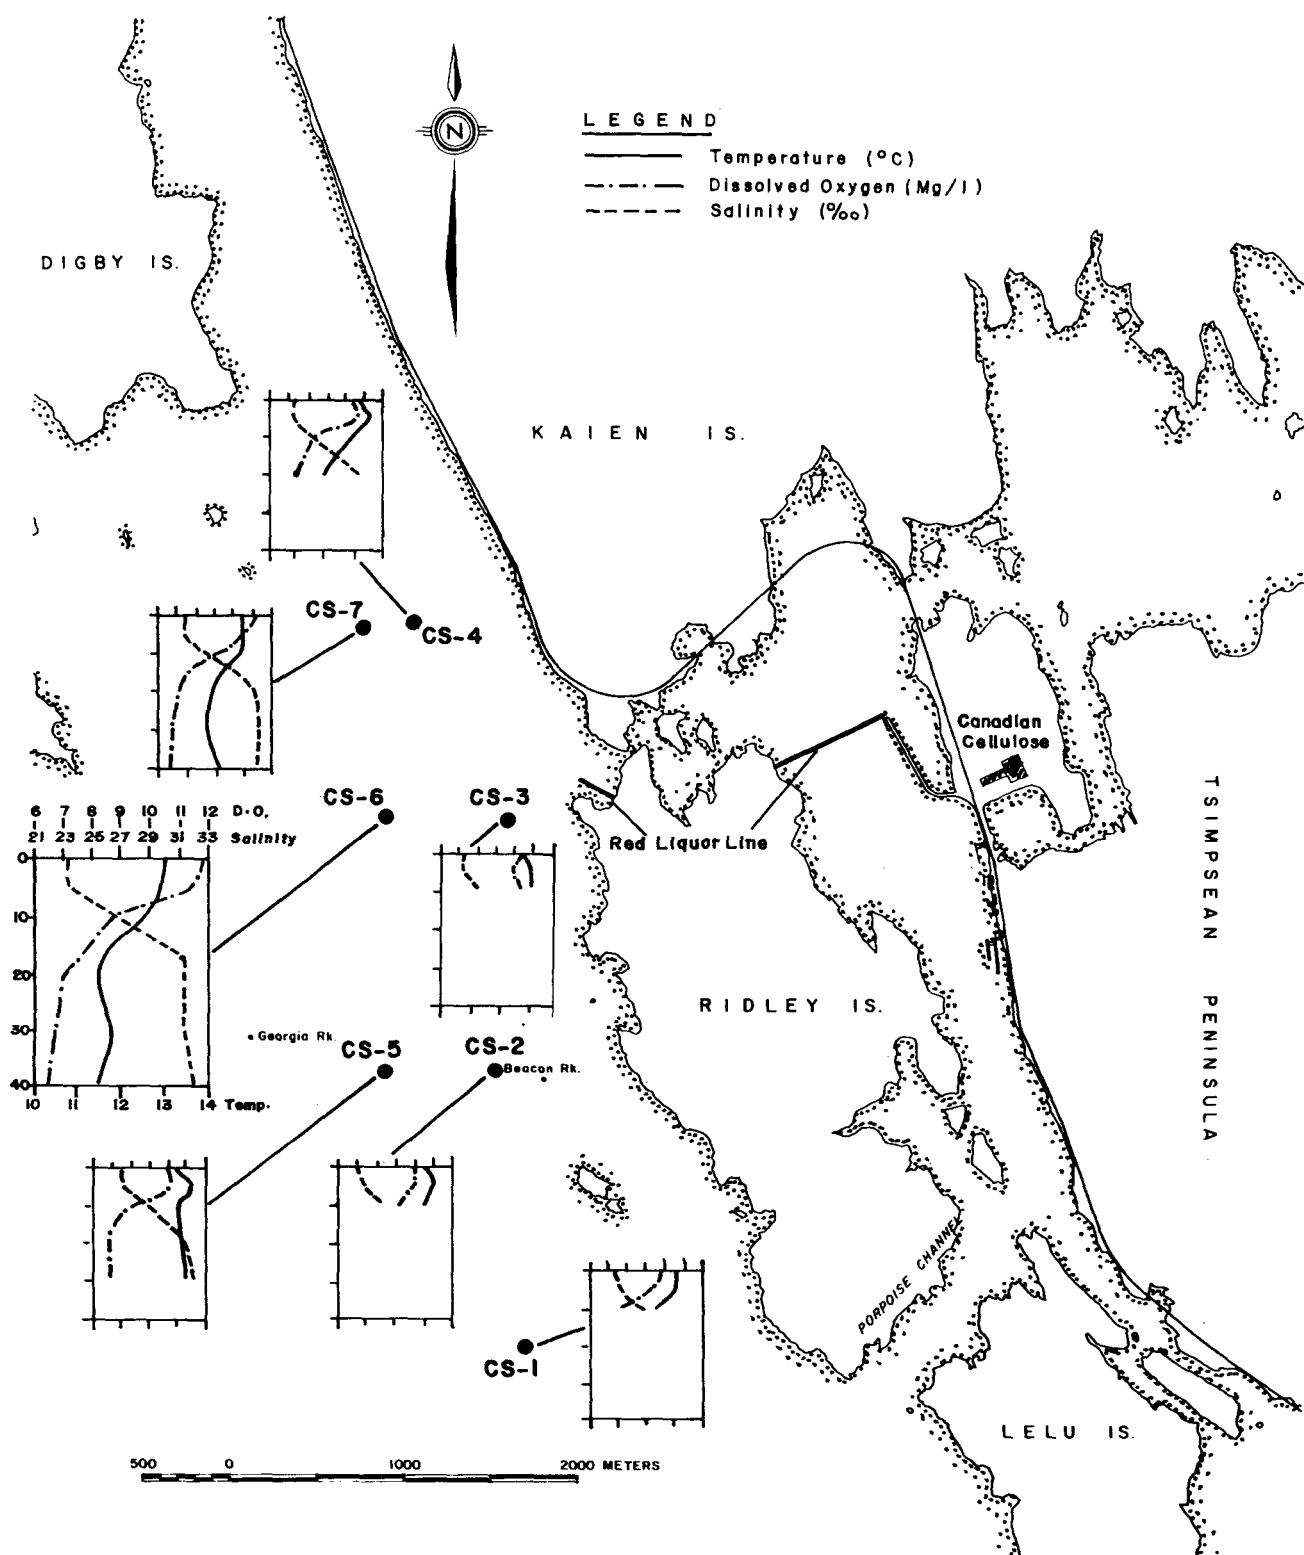 LEGEND
Temperature (°C)
Dissolved Oxygen (Mg/l)
Salinity (‰)
N
DIGBY IS.
KAIEN IS.
CS-7
CS-4
Canadian
Cellulose
CS-6
CS-3
6 7 8 9 10 11 12 D·O,
21 23 25 27 29 31 33 Salinity
Red Liquor Line
TSIMPSEAN PENINSULA
0
10
20
30
40
10 11 12 13 14 Temp.
RIDLEY IS.
Georgia Rk.
CS-5
CS-2
Beacon Rk.
PORPOISE CHANNEL
CS-1
LELU IS.
500 0 1000 2000 METERS